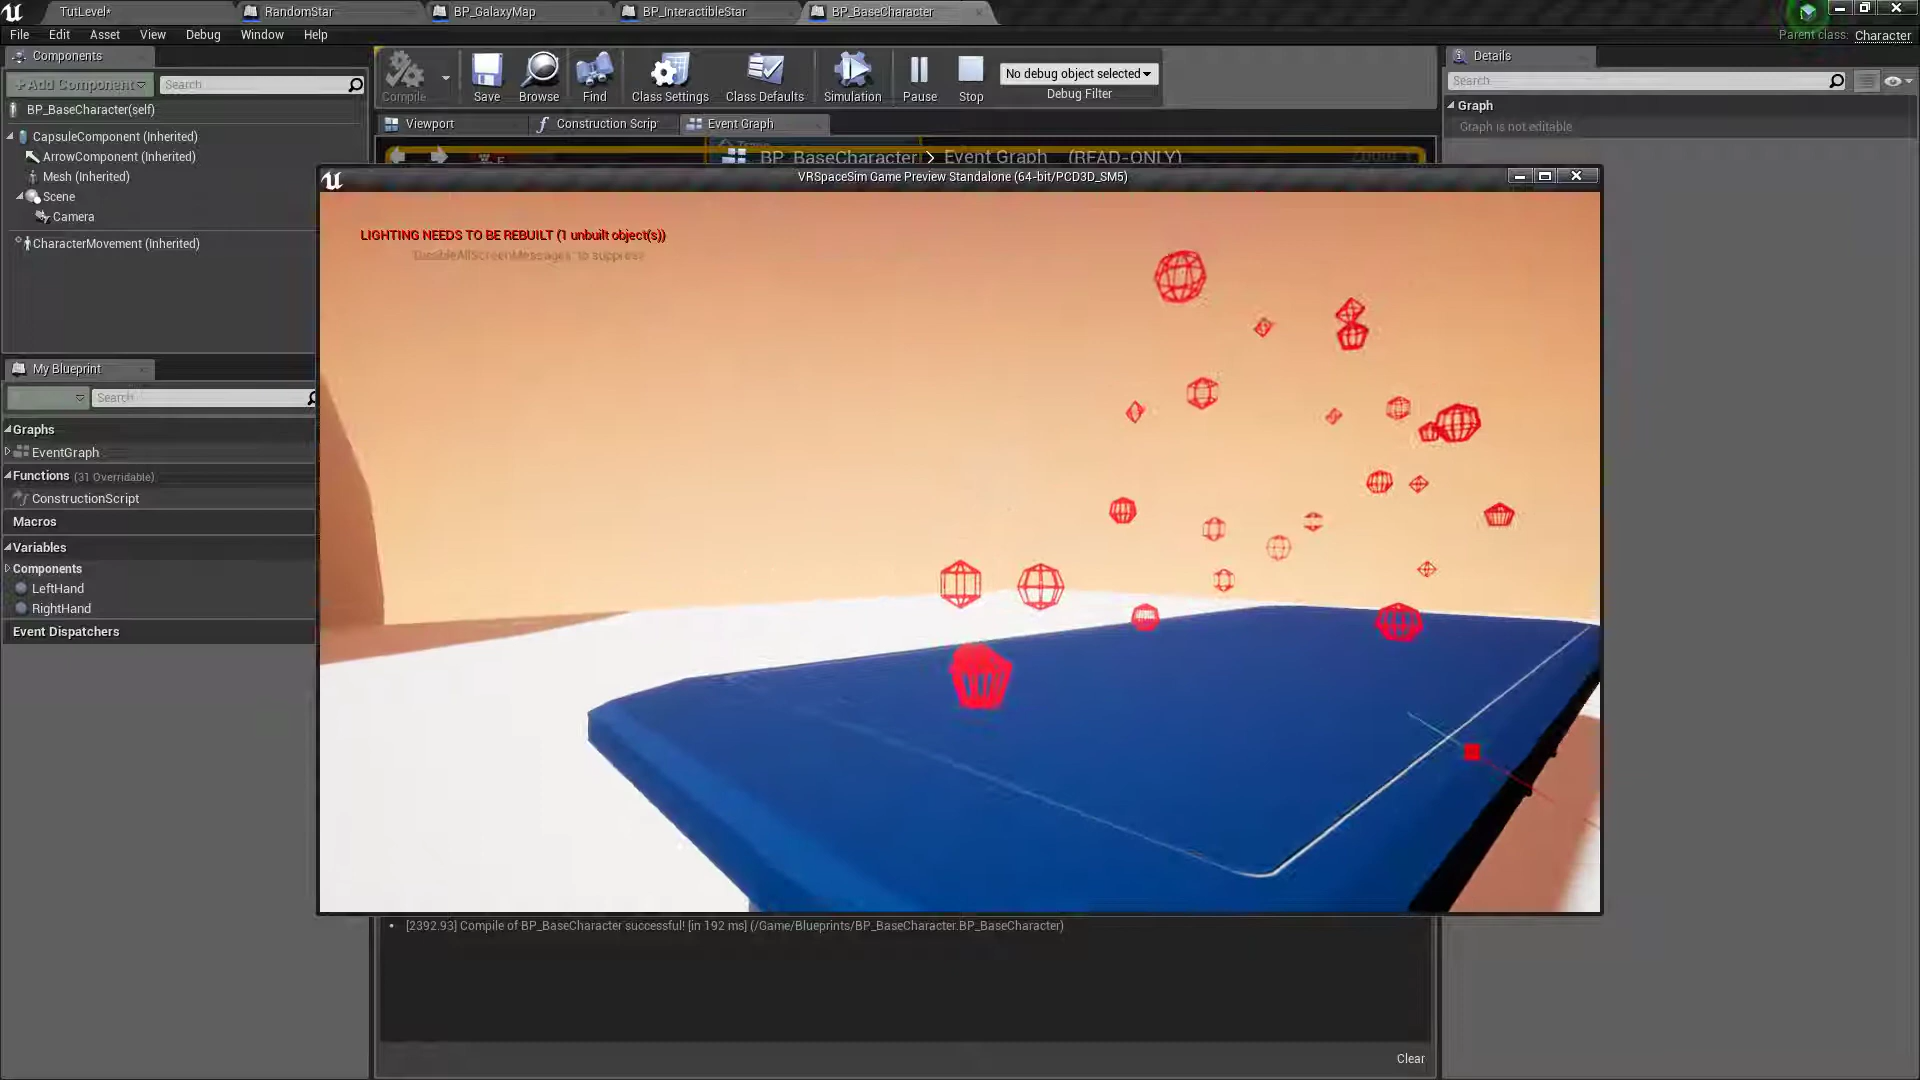 TutLevel*
RandomStar
BP_GalaxyMap
BP_InteractibleStar
BP_BaseCharacter
File Edit Asset View Debug Window Help
Parent class: Character
Components
+Add Component
Search
BP_BaseCharacter(self)
CapsuleComponent (Inherited)
ArrowComponent (Inherited)
Mesh (Inherited)
Scene
Camera
CharacterMovement (Inherited)
Compile
Save
Browse
Find
Class Settings
Class Defaults
Simulation
Pause
Stop
No debug object selected
Debug Filter
Viewport
Construction Scrip
Event Graph
BP_BaseCharacter > Event Graph (READ-ONLY)
Zoom
VRSpaceSim Game Preview Standalone (64-bit/PCD3D_SM5)
LIGHTING NEEDS TO BE REBUILT (1 unbuilt object(s))
'DisableAllScreenMessages' to suppress
My Blueprint
Search
Graphs
EventGraph
Functions (31 Overridable)
ConstructionScript
Macros
Variables
Components
LeftHand
RightHand
Event Dispatchers
[2392.93] Compile of BP_BaseCharacter successful! [in 192 ms] (/Game/Blueprints/BP_BaseCharacter.BP_BaseCharacter)
Clear
Details
Search
Graph
Graph is not editable